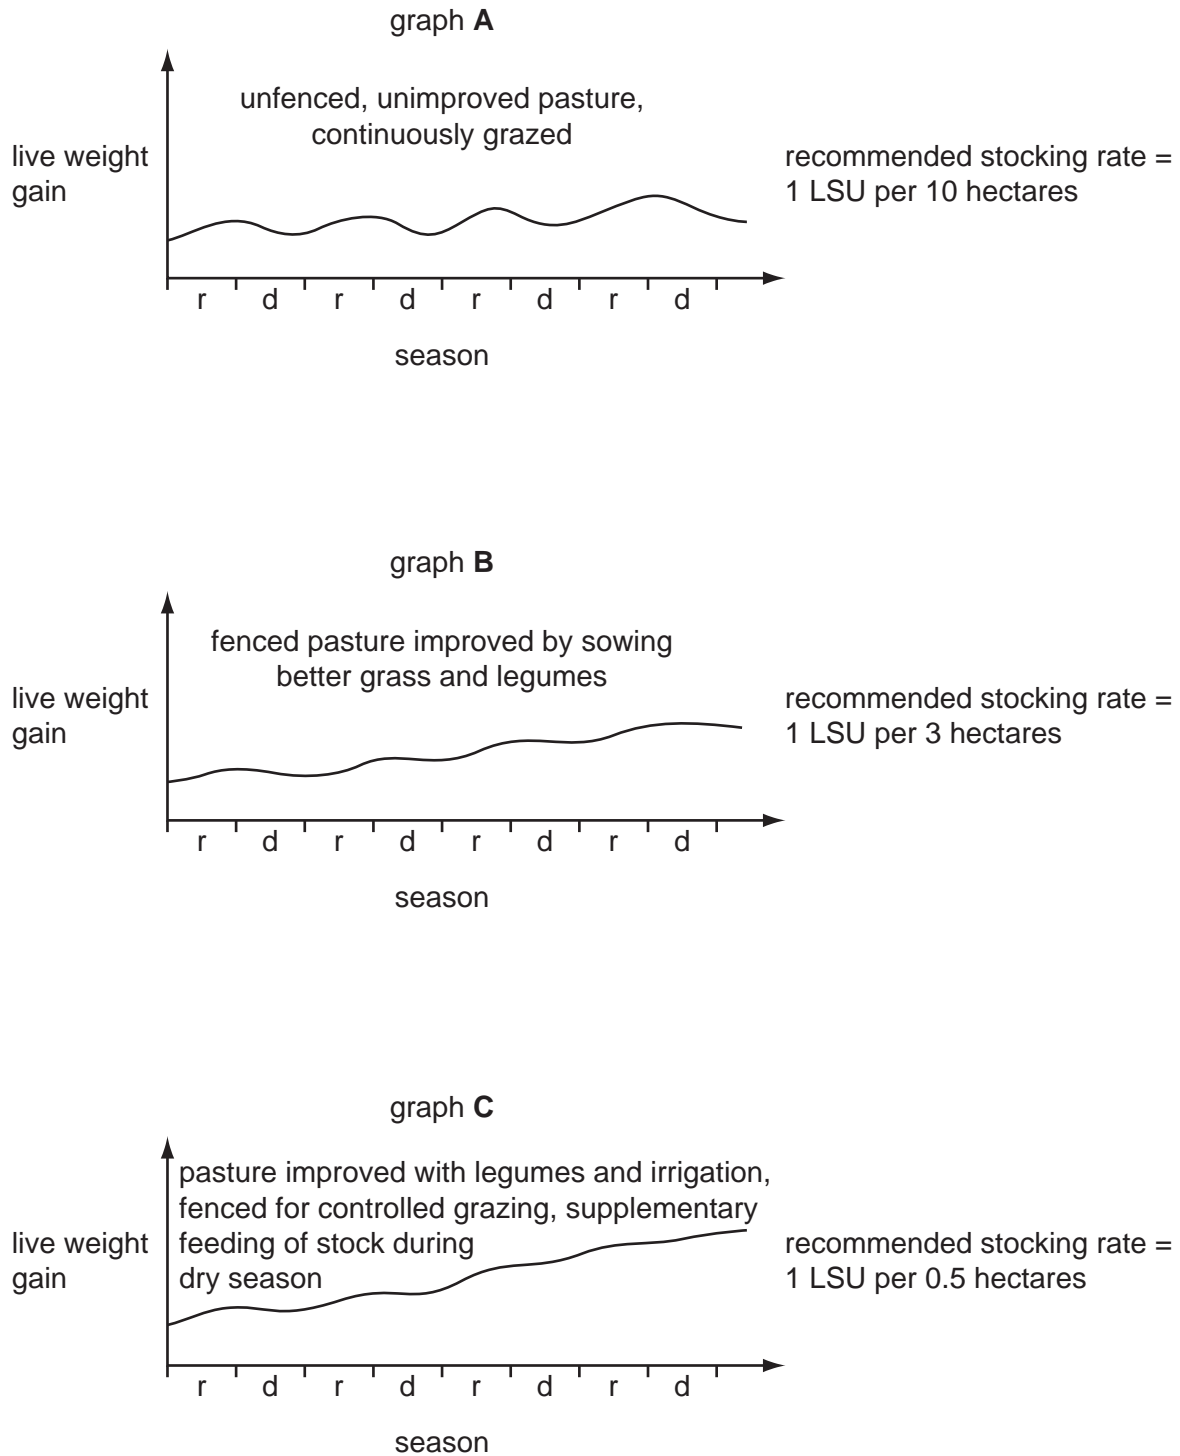 graph A
unfenced, unimproved pasture,
continuously grazed
live weight
gain
recommended stocking rate =
1 LSU per 10 hectares
r d r d r d r d
season
graph B
fenced pasture improved by sowing
better grass and legumes
live weight
gain
recommended stocking rate =
1 LSU per 3 hectares
r d r d r d r d
season
graph C
pasture improved with legumes and irrigation,
fenced for controlled grazing, supplementary
feeding of stock during
dry season
live weight
gain
recommended stocking rate =
1 LSU per 0.5 hectares
r d r d r d r d
season